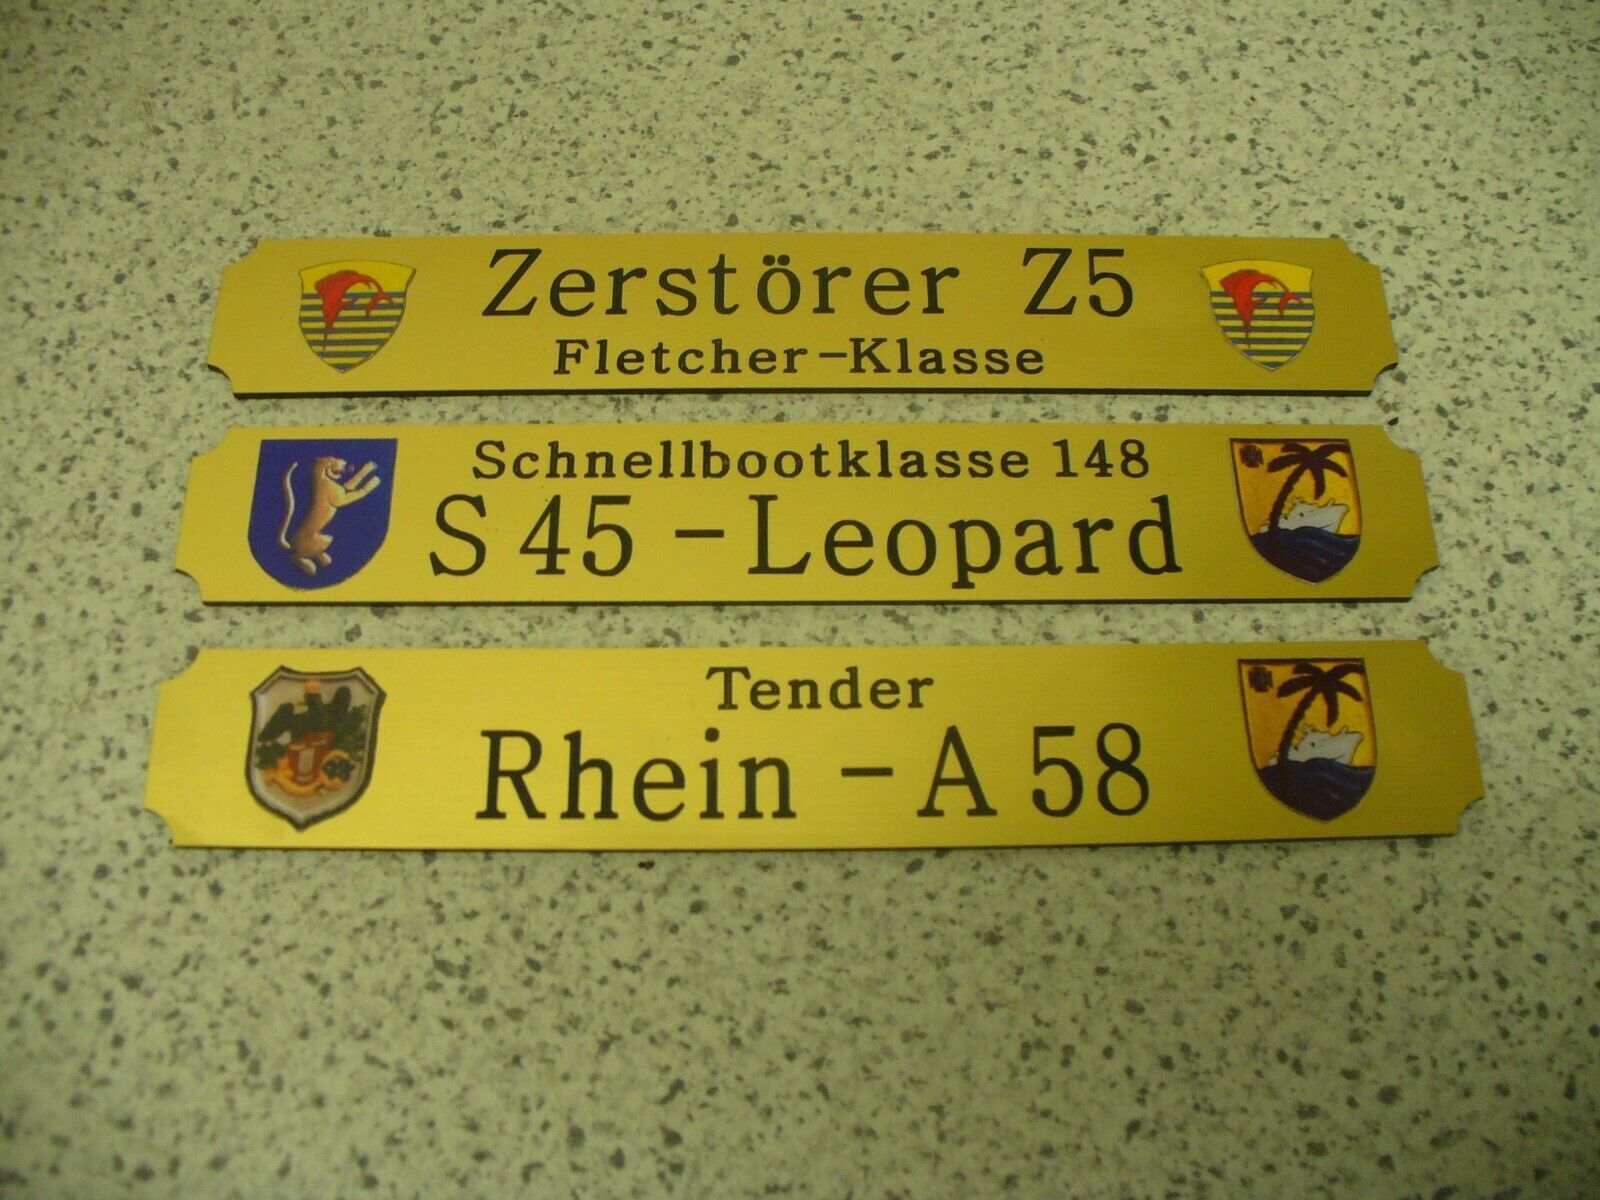 Zerstörer Z5
Fletcher-Klasse
Schnellbootklasse 148
S 45 - Leopard
Tender
Rhein - A 58